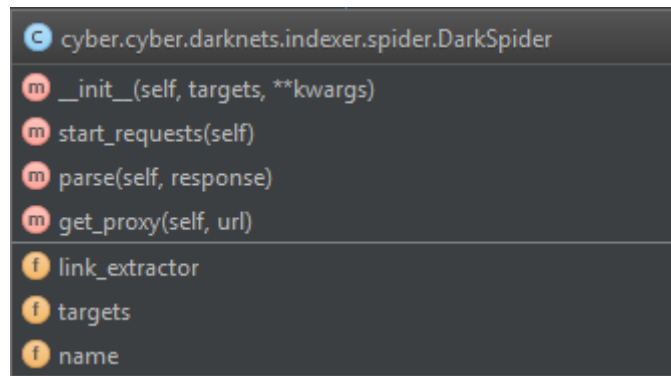 C cyber.cyber.darknets.indexer.spider.DarkSpider
m __init__(self, targets, **kwargs)
m start_requests(self)
m parse(self, response)
m get_proxy(self, url)
f link_extractor
f targets
f name